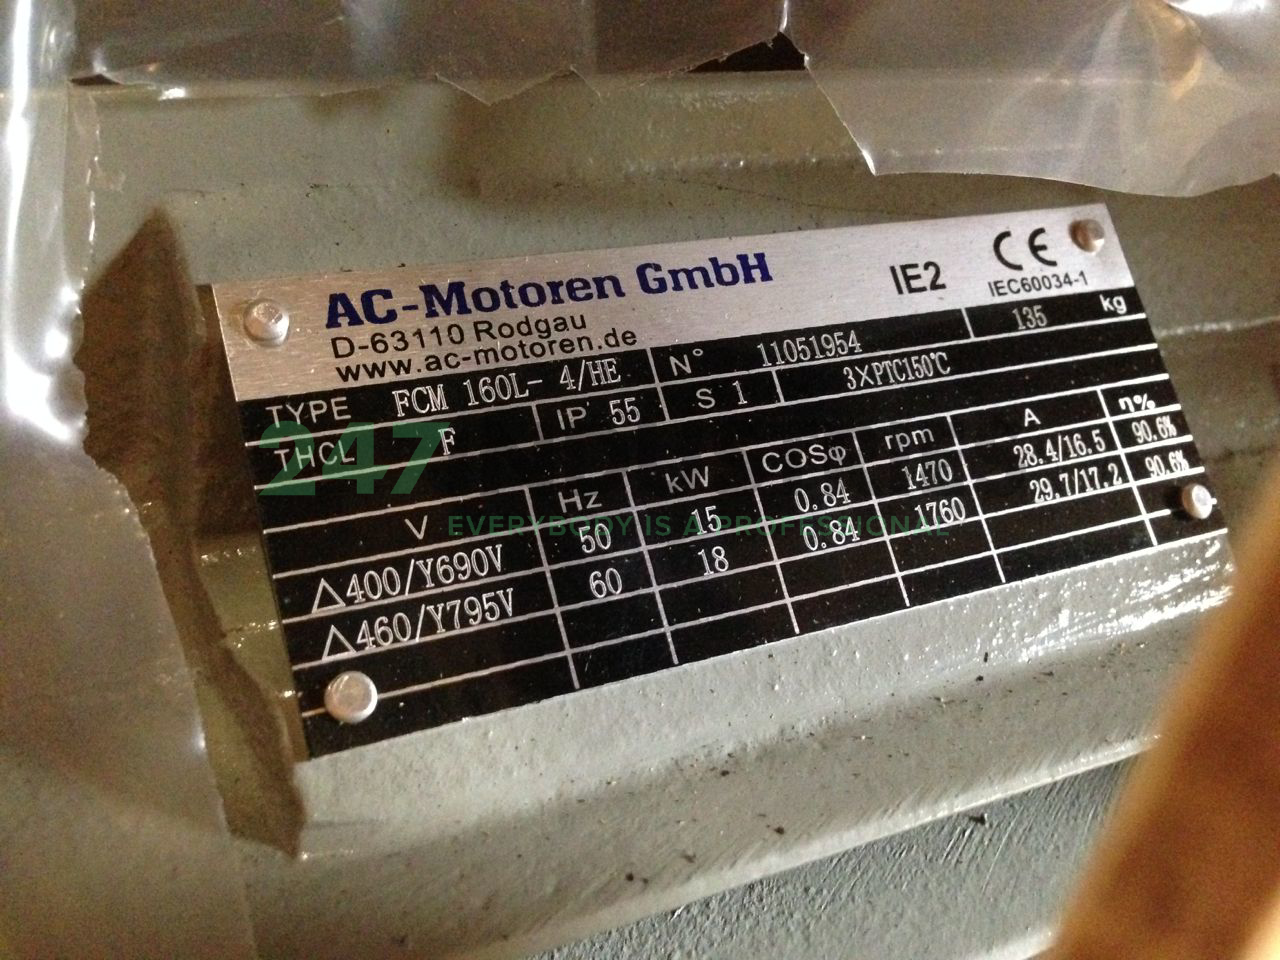 AC-Motoren GmbH IE2 CE
D-63110 Rodgau IEC60034-1
www.ac-motoren.de
TYPE FCM 160L- 4/HE N° 11051954 135 kg
THCL F IP 55 S 1 3XPTC150℃
V Hz kW COSφ rpm A η%
△400/Y690V 50 15 0.84 1470 28.4/16.5 90.6%
△460/Y795V 60 18 0.84 1760 29.7/17.2 90.6%
247
EVERYBODY IS A PROFESSIONAL